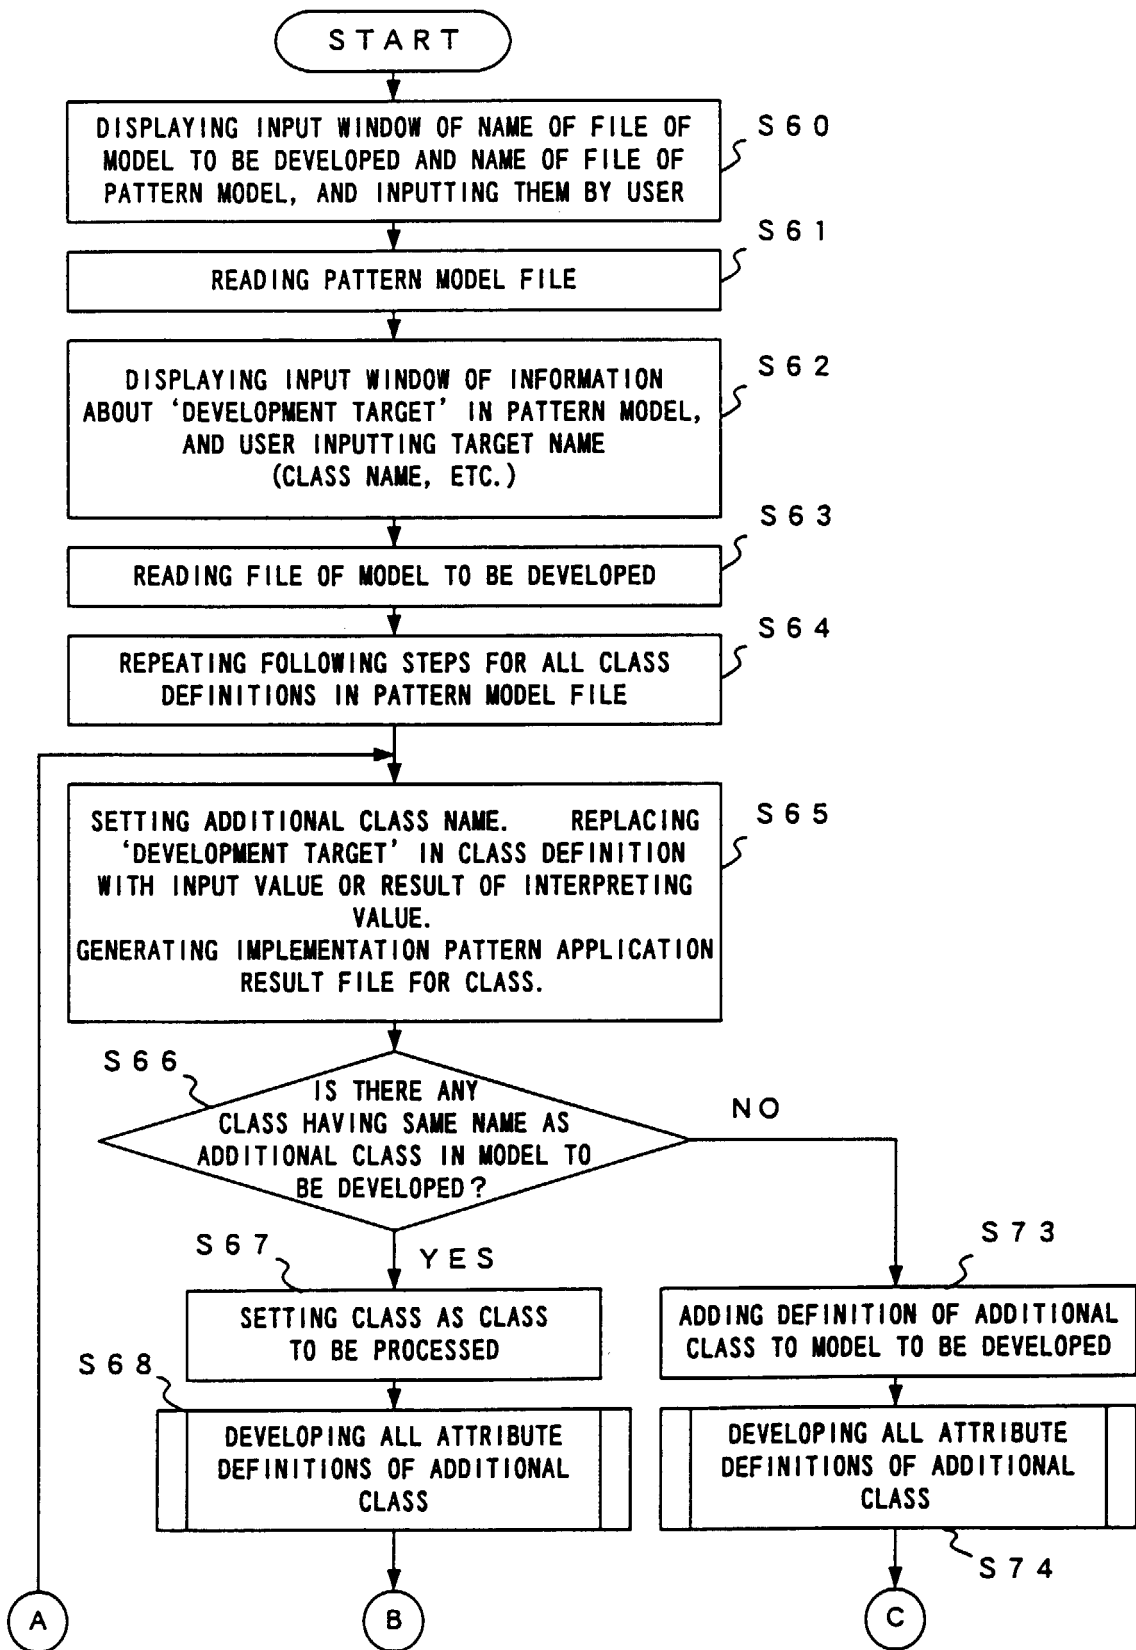 START
DISPLAYING INPUT WINDOW OF NAME OF FILE OF
MODEL TO BE DEVELOPED AND NAME OF FILE OF
PATTERN MODEL, AND INPUTTING THEM BY USER
S60
READING PATTERN MODEL FILE
S61
DISPLAYING INPUT WINDOW OF INFORMATION
ABOUT ‘DEVELOPMENT TARGET’ IN PATTERN MODEL,
AND USER INPUTTING TARGET NAME
(CLASS NAME, ETC.)
S62
READING FILE OF MODEL TO BE DEVELOPED
S63
REPEATING FOLLOWING STEPS FOR ALL CLASS
DEFINITIONS IN PATTERN MODEL FILE
S64
SETTING ADDITIONAL CLASS NAME. REPLACING
‘DEVELOPMENT TARGET’ IN CLASS DEFINITION
WITH INPUT VALUE OR RESULT OF INTERPRETING
VALUE.
GENERATING IMPLEMENTATION PATTERN APPLICATION
RESULT FILE FOR CLASS.
S65
S66
IS THERE ANY
CLASS HAVING SAME NAME AS
ADDITIONAL CLASS IN MODEL TO
BE DEVELOPED?
NO
YES
S67
SETTING CLASS AS CLASS
TO BE PROCESSED
S73
ADDING DEFINITION OF ADDITIONAL
CLASS TO MODEL TO BE DEVELOPED
S68
DEVELOPING ALL ATTRIBUTE
DEFINITIONS OF ADDITIONAL
CLASS
DEVELOPING ALL ATTRIBUTE
DEFINITIONS OF ADDITIONAL
CLASS
S74
A
B
C